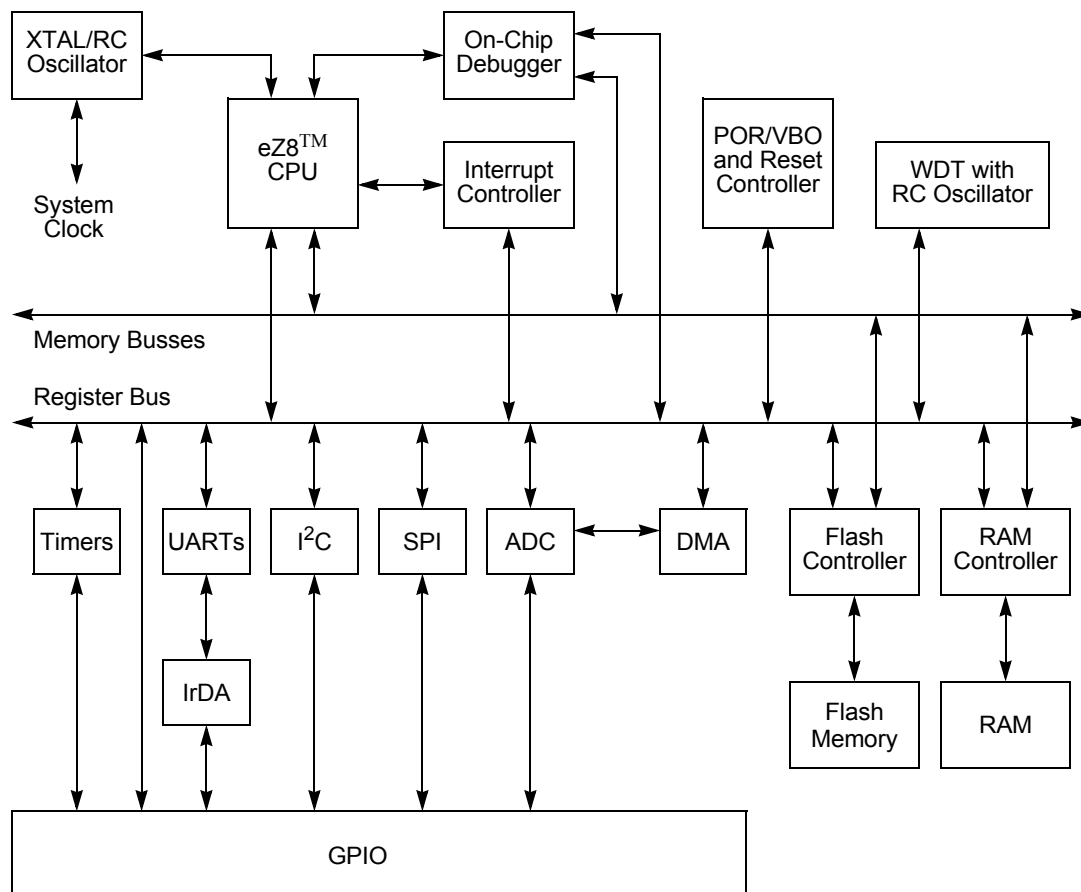 XTAL/RC
Oscillator
On-Chip
Debugger
eZ8™
CPU
Interrupt
Controller
POR/VBO
and Reset
Controller
WDT with
RC Oscillator
System
Clock
Memory Busses
Register Bus
Timers
UARTs
I²C
SPI
ADC
DMA
Flash
Controller
RAM
Controller
IrDA
Flash
Memory
RAM
GPIO